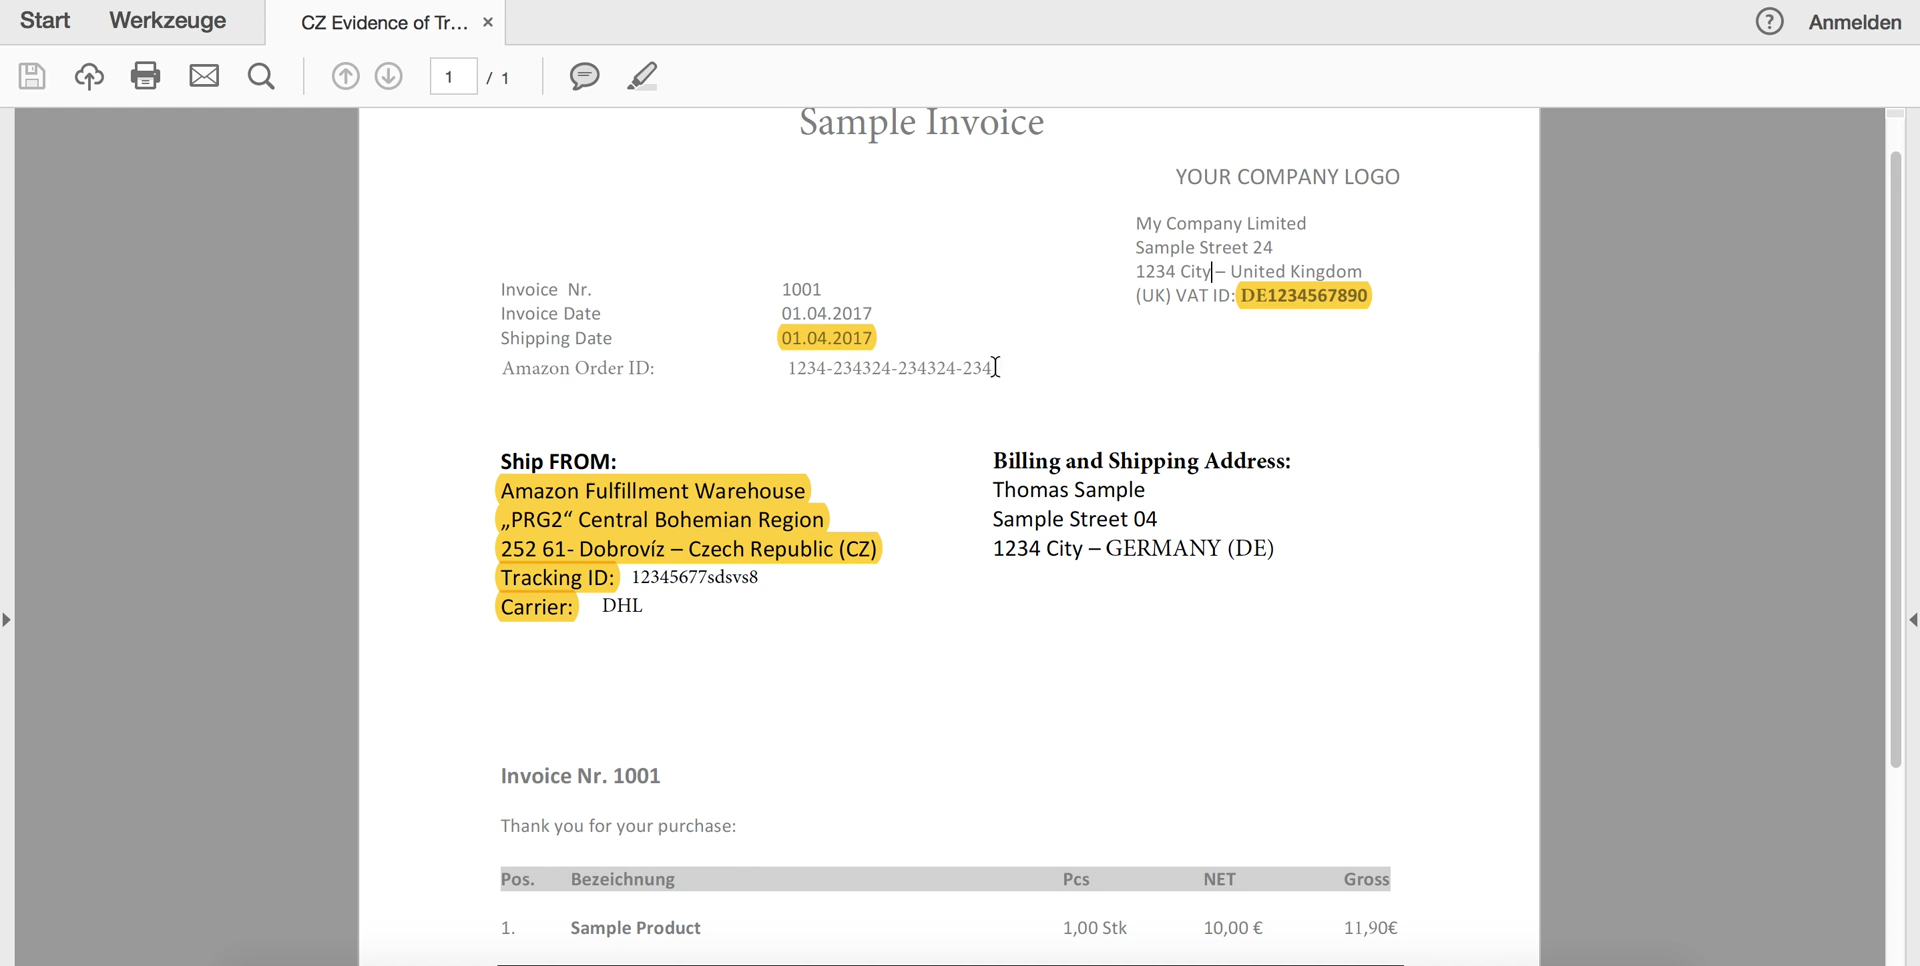 Start Werkzeuge CZ Evidence of Tr... × ? Anmelden
1 / 1
Sample Invoice
YOUR COMPANY LOGO
My Company Limited
Sample Street 24
1234 City – United Kingdom
(UK) VAT ID: DE1234567890
Invoice Nr. 1001
Invoice Date 01.04.2017
Shipping Date 01.04.2017
Amazon Order ID: 1234-234324-234324-234
Ship FROM:
Amazon Fulfillment Warehouse
„PRG2“ Central Bohemian Region
252 61- Dobrovíz – Czech Republic (CZ)
Tracking ID: 12345677sdsvs8
Carrier: DHL
Billing and Shipping Address:
Thomas Sample
Sample Street 04
1234 City – GERMANY (DE)
Invoice Nr. 1001
Thank you for your purchase:
Pos. Bezeichnung Pcs NET Gross
1. Sample Product 1,00 Stk 10,00 € 11,90€